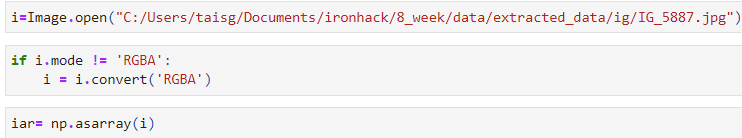 i=Image.open("C:/Users/taisg/Documents/ironhack/8_week/data/extracted_data/ig/IG_5887.jpg")
if i.mode != 'RGBA':
    i = i.convert('RGBA')
iar= np.asarray(i)